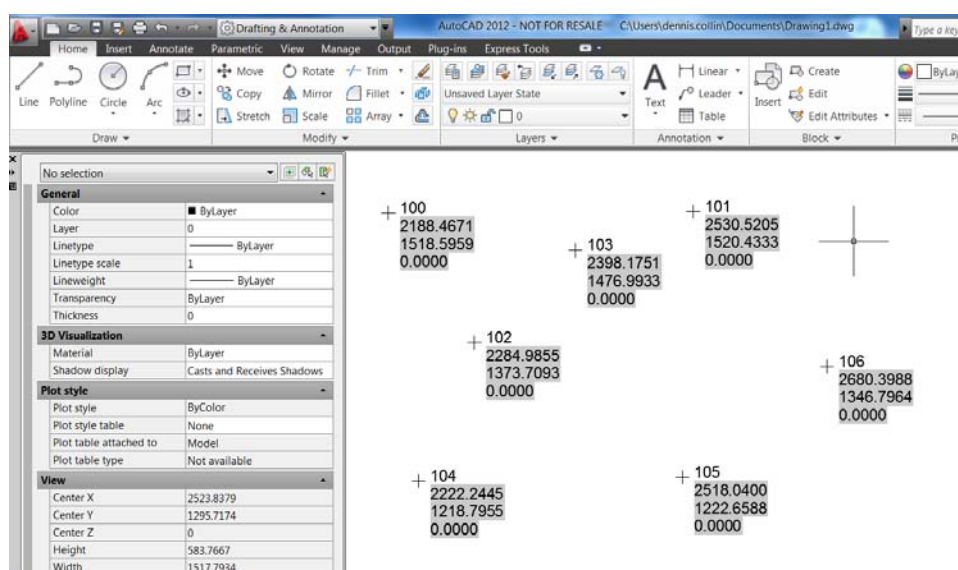 Drafting & Annotation
AutoCAD 2012 - NOT FOR RESALE C:\Users\dennis.collin\Documents\Drawing1.dwg
Type a key
Home Insert Annotate Parametric View Manage Output Plug-ins Express Tools
Line Polyline Circle Arc
Move Rotate Trim
Copy Mirror Fillet
Stretch Scale Array
Unsaved Layer State
0
Text
Linear
Leader
Table
Insert
Create
Edit
Edit Attributes
ByLay
Draw Modify Layers Annotation Block P
No selection
General
Color ByLayer
Layer 0
Linetype ByLayer
Linetype scale 1
Lineweight ByLayer
Transparency ByLayer
Thickness 0
3D Visualization
Material ByLayer
Shadow display Casts and Receives Shadows
Plot style
Plot style ByColor
Plot style table None
Plot table attached to Model
Plot table type Not available
View
Center X 2523.8379
Center Y 1295.7174
Center Z 0
Height 583.7667
Width 1517.7934
100
2188.4671
1518.5959
0.0000
101
2530.5205
1520.4333
0.0000
103
2398.1751
1476.9933
0.0000
102
2284.9855
1373.7093
0.0000
106
2680.3988
1346.7964
0.0000
104
2222.2445
1218.7955
0.0000
105
2518.0400
1222.6588
0.0000